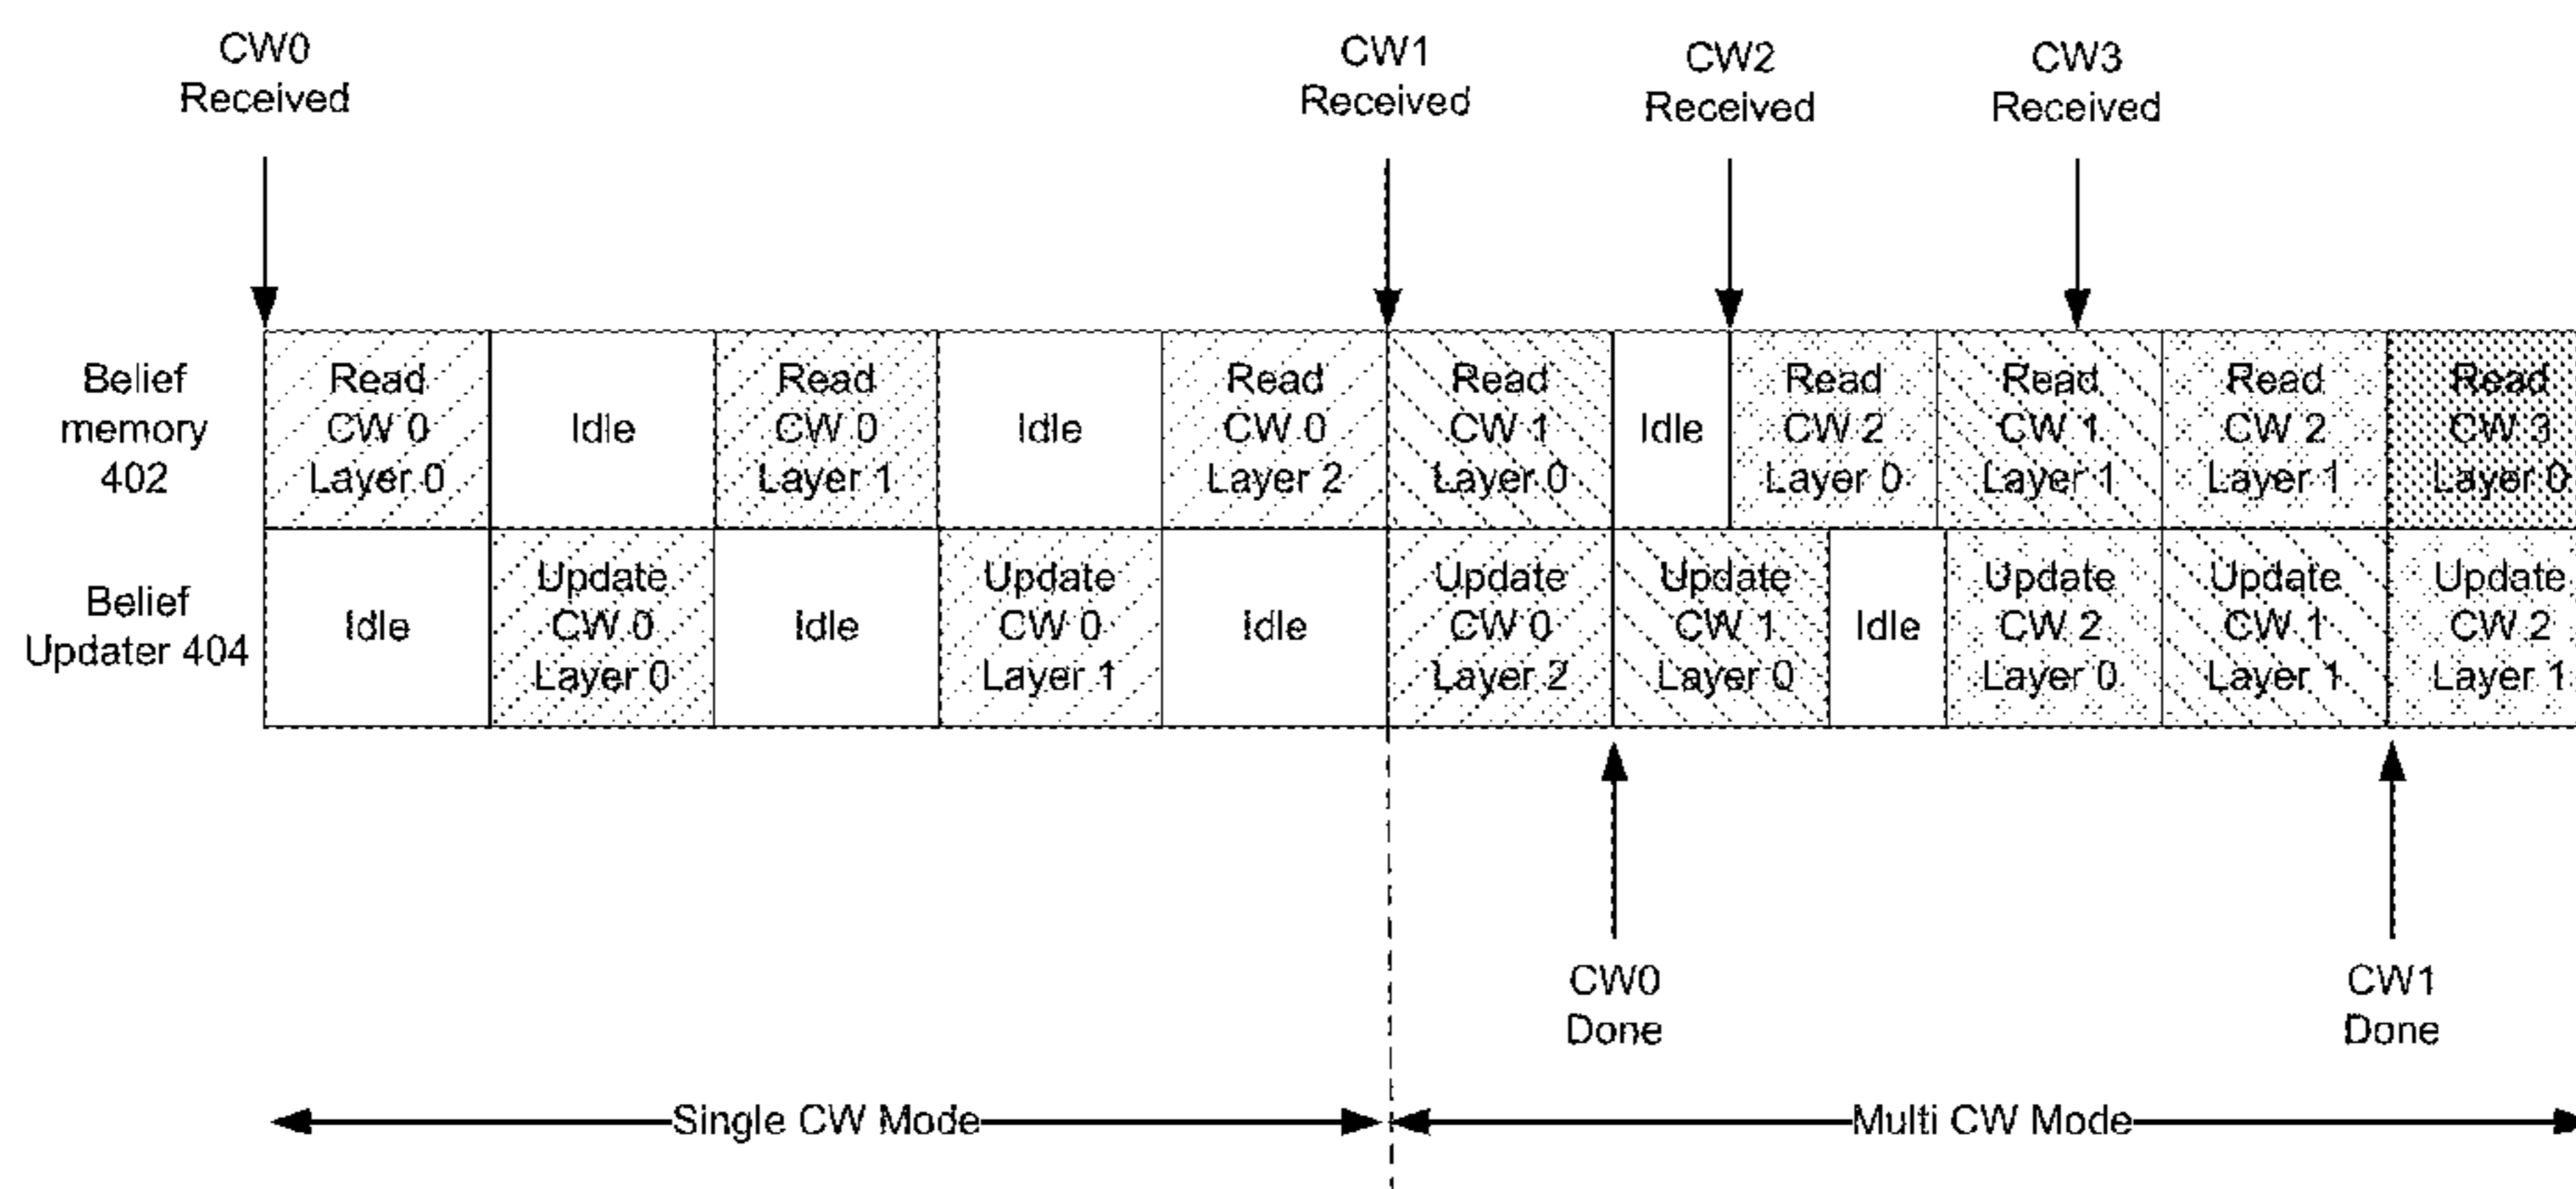 CW0
Received
CW1
Received
CW2
Received
CW3
Received
Belief
memory
402
Read
CW 0
Layer 0
Idle
Read
CW 0
Layer 1
Idle
Read
CW 0
Layer 2
Read
CW 1
Layer 0
Idle
Read
CW 2
Layer 0
Read
CW 1
Layer 1
Read
CW 2
Layer 1
Read
CW 3
Layer 0
Belief
Updater 404
Idle
Update
CW 0
Layer 0
Idle
Update
CW 0
Layer 1
Idle
Update
CW 0
Layer 2
Update
CW 1
Layer 0
Idle
Update
CW 2
Layer 0
Update
CW 1
Layer 1
Update
CW 2
Layer 1
CW0
Done
CW1
Done
Single CW Mode
Multi CW Mode